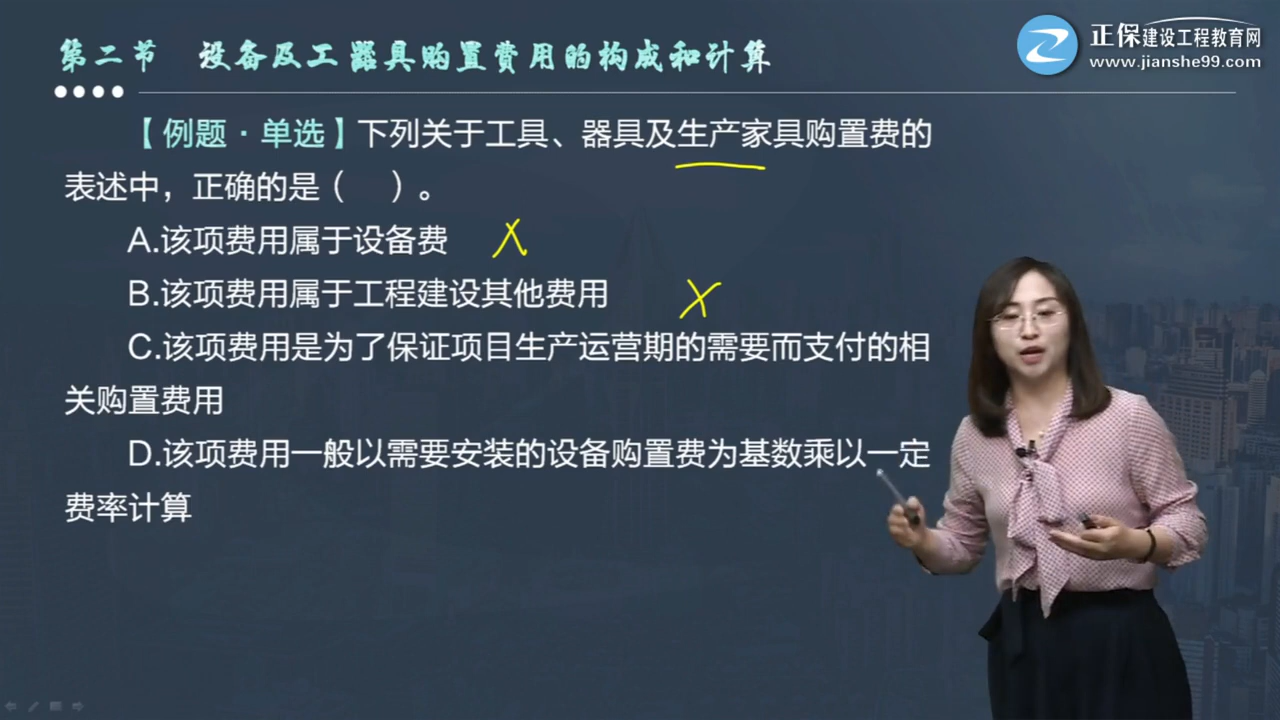 第二节 设备及工器具购置费用的构成和计算
正保建设工程教育网
www.jianshe99.com
【例题·单选】下列关于工具、器具及生产家具购置费的
表述中，正确的是（ ）。
A.该项费用属于设备费
B.该项费用属于工程建设其他费用
C.该项费用是为了保证项目生产运营期的需要而支付的相
关购置费用
D.该项费用一般以需要安装的设备购置费为基数乘以一定
费率计算